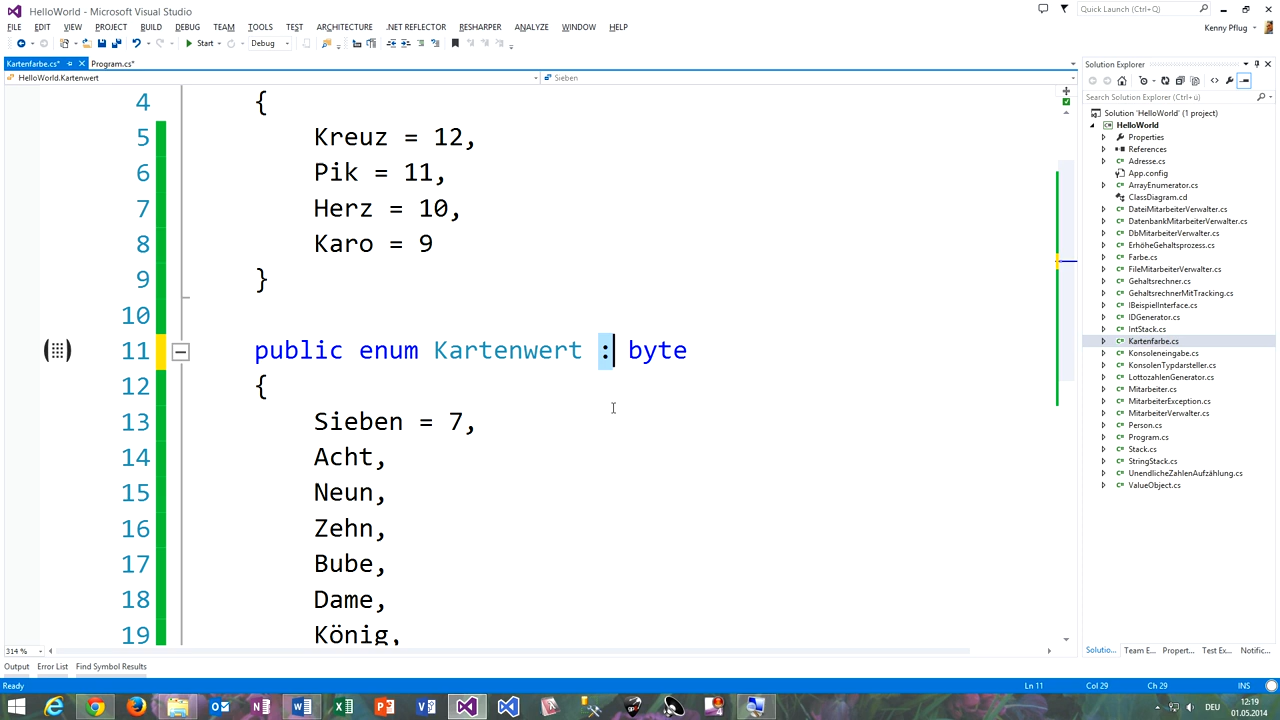 HelloWorld - Microsoft Visual Studio
Quick Launch (Ctrl+Q)
FILE EDIT VIEW PROJECT BUILD DEBUG TEAM TOOLS TEST ARCHITECTURE .NET REFLECTOR RESHARPER ANALYZE WINDOW HELP
Kenny Pflug
Start Debug
Kartenfarbe.cs* Program.cs*
HelloWorld.Kartenwert Sieben
4 {
5 Kreuz = 12,
6 Pik = 11,
7 Herz = 10,
8 Karo = 9
9 }
10
11 public enum Kartenwert : byte
12 {
13 Sieben = 7,
14 Acht,
15 Neun,
16 Zehn,
17 Bube,
18 Dame,
19 König,
314 %
Solution Explorer
Search Solution Explorer (Ctrl+ü)
Solution 'HelloWorld' (1 project)
HelloWorld
Properties
References
Adresse.cs
App.config
ArrayEnumerator.cs
ClassDiagram.cd
DateiMitarbeiterVerwalter.cs
DatenbankMitarbeiterVerwalter.cs
DbMitarbeiterVerwalter.cs
ErhöheGehaltsprozess.cs
Farbe.cs
FileMitarbeiterVerwalter.cs
Gehaltsrechner.cs
GehaltsrechnerMitTracking.cs
IBeispielInterface.cs
IDGenerator.cs
IntStack.cs
Kartenfarbe.cs
Konsoleneingabe.cs
KonsolenTypdarsteller.cs
LottozahlenGenerator.cs
Mitarbeiter.cs
MitarbeiterException.cs
MitarbeiterVerwalter.cs
Person.cs
Program.cs
Stack.cs
StringStack.cs
UnendlicheZahlenAufzählung.cs
ValueObject.cs
Solutio... Team E... Propert... Test Ex... Notific...
Output Error List Find Symbol Results
Ready Ln 11 Col 29 Ch 29 INS
DEU
12:19
01.05.2014